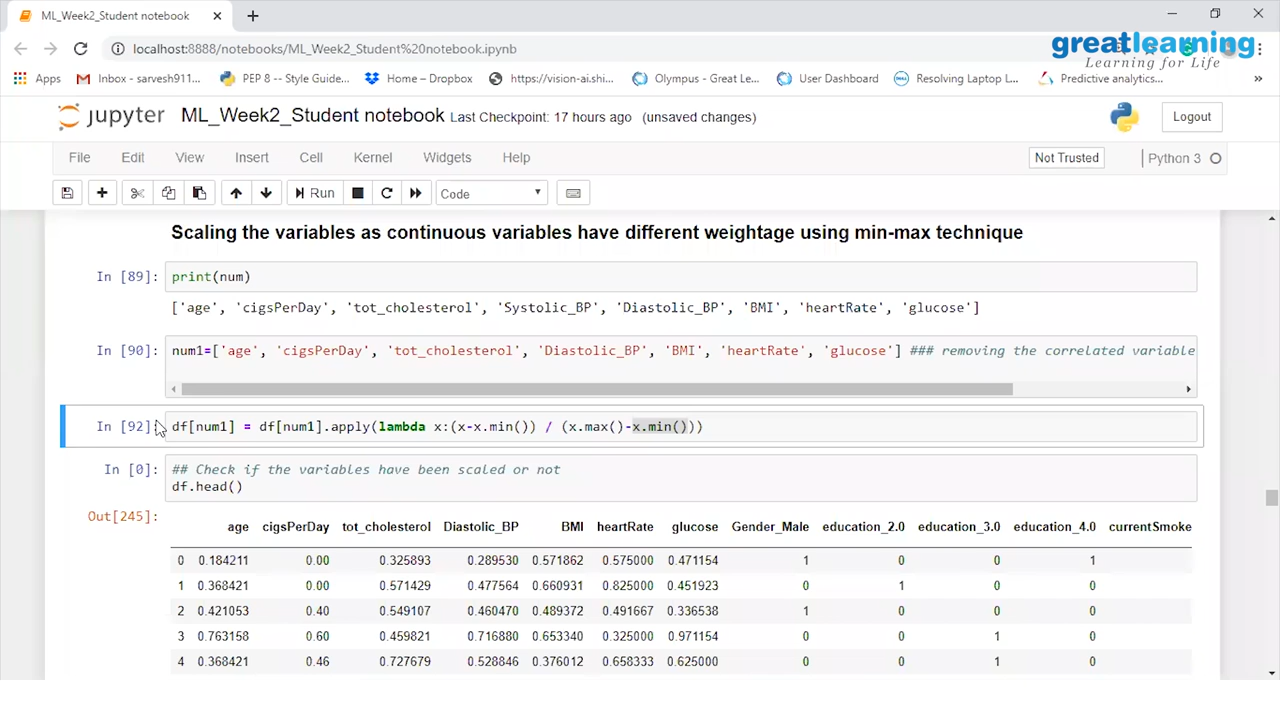 ML_Week2_Student notebook
localhost:8888/notebooks/ML_Week2_Student%20notebook.ipynb
greatlearning
Learning for Life
Apps
Inbox - sarvesh911...
PEP 8 -- Style Guide...
Home – Dropbox
https://vision-ai.shi...
Olympus - Great Le...
User Dashboard
Resolving Laptop L...
Predictive analytics...
»
jupyter ML_Week2_Student notebook Last Checkpoint: 17 hours ago (unsaved changes)
Logout
File Edit View Insert Cell Kernel Widgets Help
Not Trusted
Python 3
Run
Code
Scaling the variables as continuous variables have different weightage using min-max technique
In [89]: print(num)
['age', 'cigsPerDay', 'tot_cholesterol', 'Systolic_BP', 'Diastolic_BP', 'BMI', 'heartRate', 'glucose']
In [90]: num1=['age', 'cigsPerDay', 'tot_cholesterol', 'Diastolic_BP', 'BMI', 'heartRate', 'glucose'] ### removing the correlated variable
In [92]: df[num1] = df[num1].apply(lambda x:(x-x.min()) / (x.max()-x.min()))
In [0]: ## Check if the variables have been scaled or not
df.head()
Out[245]:
age cigsPerDay tot_cholesterol Diastolic_BP BMI heartRate glucose Gender_Male education_2.0 education_3.0 education_4.0 currentSmoke
0 0.184211 0.00 0.325893 0.289530 0.571862 0.575000 0.471154 1 0 0 1
1 0.368421 0.00 0.571429 0.477564 0.660931 0.825000 0.451923 0 1 0 0
2 0.421053 0.40 0.549107 0.460470 0.489372 0.491667 0.336538 1 0 0 0
3 0.763158 0.60 0.459821 0.716880 0.653340 0.325000 0.971154 0 0 1 0
4 0.368421 0.46 0.727679 0.528846 0.376012 0.658333 0.625000 0 0 1 0